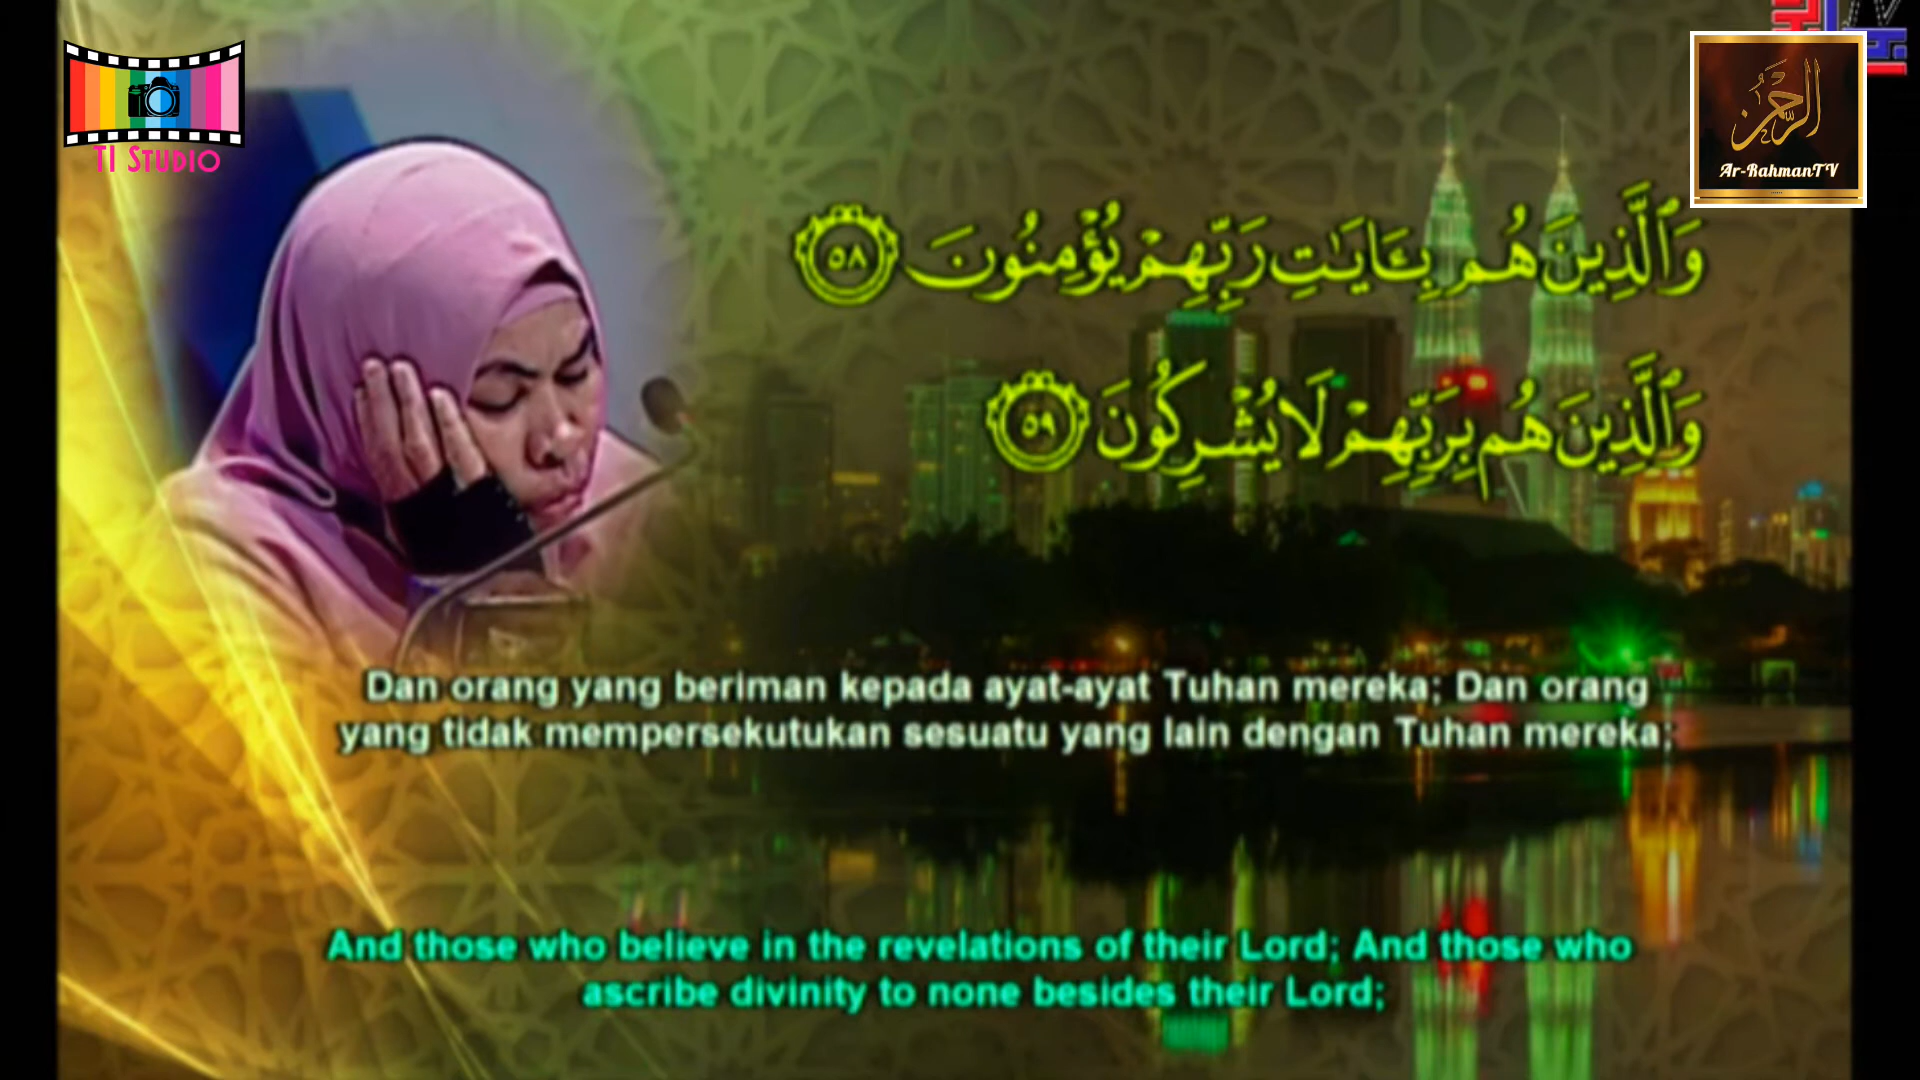 TI STUDIO
الرحمن
Ar-RahmanTV
وَٱلَّذِينَ هُم بِـَٔايَـٰتِ رَبِّهِمْ يُؤْمِنُونَ ٥٨
وَٱلَّذِينَ هُم بِرَبِّهِمْ لَا يُشْرِكُونَ ٥٩
Dan orang yang beriman kepada ayat-ayat Tuhan mereka; Dan orang
yang tidak mempersekutukan sesuatu yang lain dengan Tuhan mereka;
And those who believe in the revelations of their Lord; And those who
ascribe divinity to none besides their Lord;